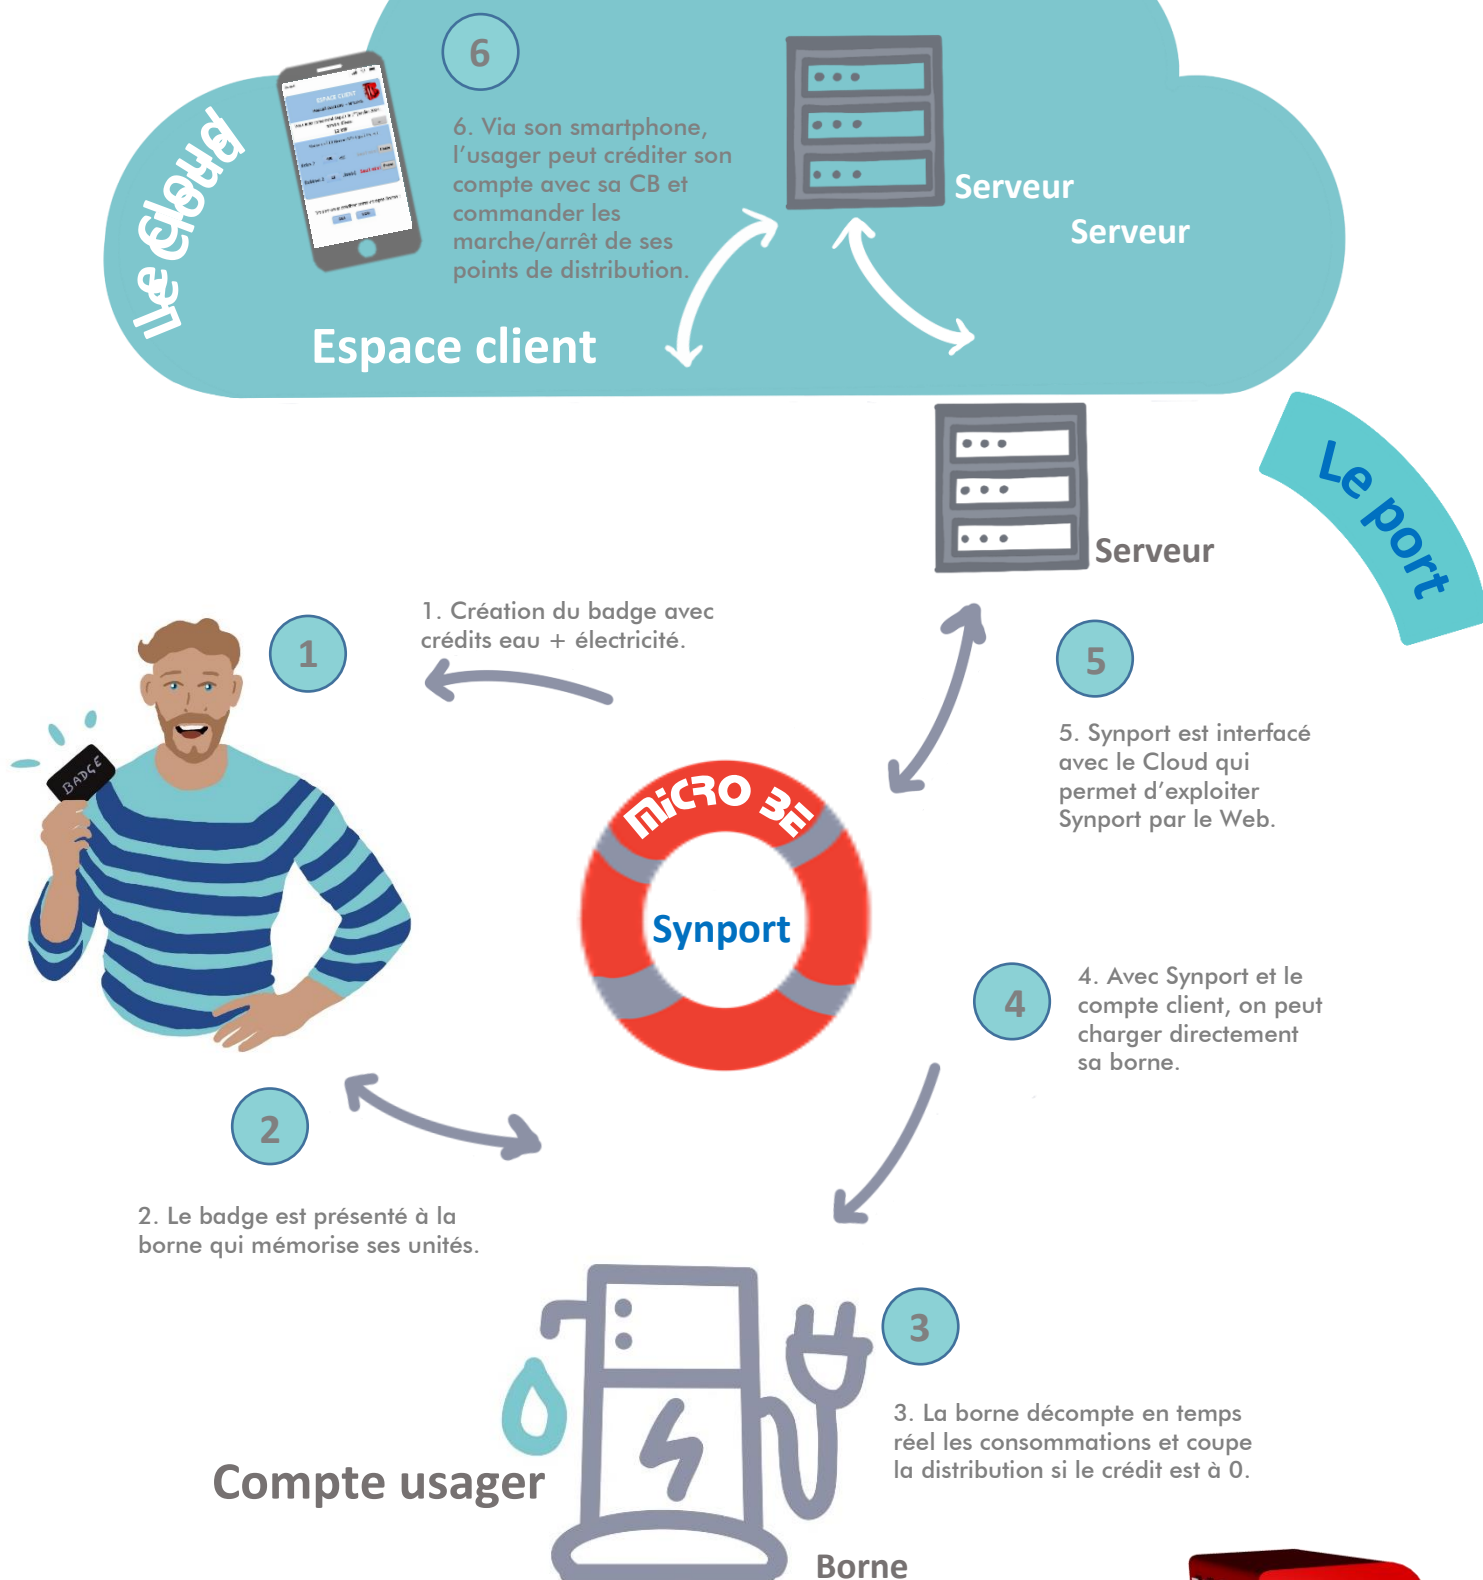 6
6. Via son smartphone,
l'usager peut créditer son
compte avec sa CB et
commander les
marche/arrêt de ses
points de distribution.
ESPACE CLIENT
Serveur
Serveur
Le cloud
Le Cloud
Espace client
Le port
Serveur
1
1. Création du badge avec
crédits eau + électricité.
5
5. Synport est interfacé
avec le Cloud qui
permet d'exploiter
Synport par le Web.
BADGE
MiCRO BE
Synport
4
4. Avec Synport et le
compte client, on peut
charger directement
sa borne.
2
2. Le badge est présenté à la
borne qui mémorise ses unités.
3
3. La borne décompte en temps
réel les consommations et coupe
la distribution si le crédit est à 0.
Compte usager
Borne